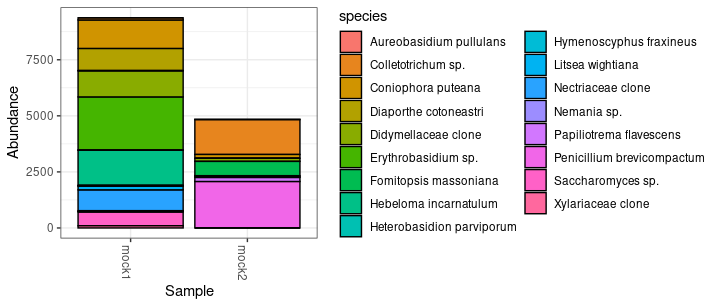 7500
5000
2500
0
Abundance
mock1
mock2
Sample
species
Aureobasidium pullulans
Colletotrichum sp.
Coniophora puteana
Diaporthe cotoneastri
Didymellaceae clone
Erythrobasidium sp.
Fomitopsis massoniana
Hebeloma incarnatulum
Heterobasidion parviporum
Hymenoscyphus fraxineus
Litsea wightiana
Nectriaceae clone
Nemania sp.
Papiliotrema flavescens
Penicillium brevicompactum
Saccharomyces sp.
Xylariaceae clone